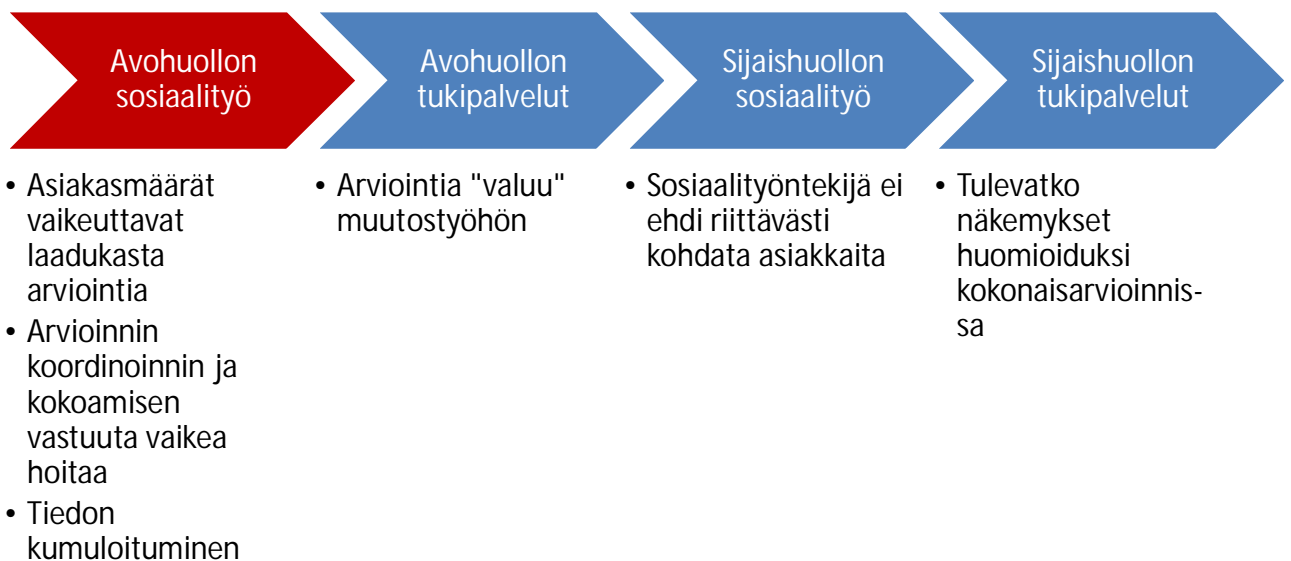 Avohuollon
sosiaalityö
Avohuollon
tukipalvelut
Sijaishuollon
sosiaalityö
Sijaishuollon
tukipalvelut
• Asiakasmäärät
vaikeuttavat
laadukasta
arviointia
• Arvioinnin
koordinoinnin ja
kokoamisen
vastuuta vaikea
hoitaa
• Tiedon
kumuloituminen
• Arviointia "valuu"
muutostyöhön
• Sosiaalityöntekijä ei
ehdi riittävästi
kohdata asiakkaita
• Tulevatko
näkemykset
huomioiduksi
kokonaisarvioinnis-
sa